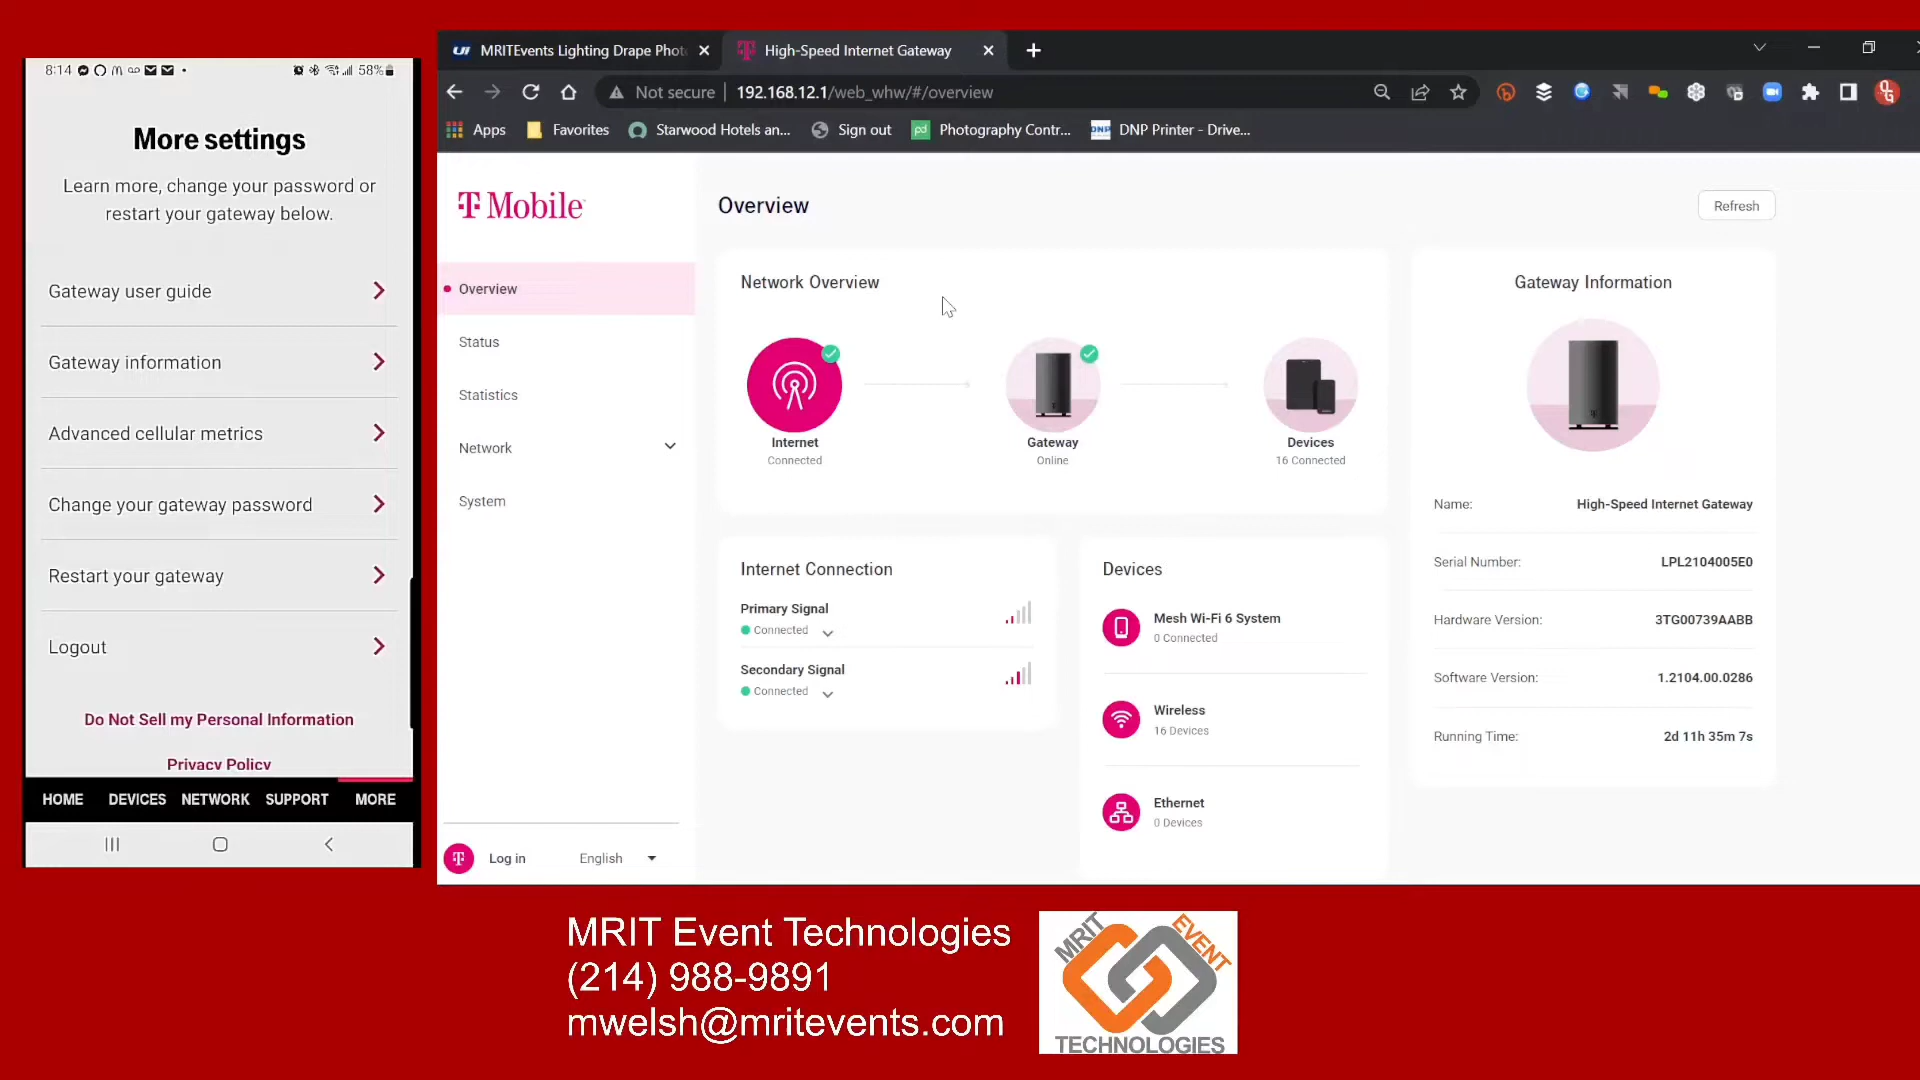 8:14
58%
More settings
Learn more, change your password or
restart your gateway below.
Gateway user guide
Gateway information
Advanced cellular metrics
Change your gateway password
Restart your gateway
Logout
Do Not Sell my Personal Information
Privacy Policy
HOME DEVICES NETWORK SUPPORT MORE
MRITEvents Lighting Drape Phot
High-Speed Internet Gateway
Not secure 192.168.12.1/web_whw/#/overview
Apps Favorites Starwood Hotels an... Sign out pd Photography Contr... DNP DNP Printer - Drive...
T Mobile
Overview
Status
Statistics
Network
System
T Log in English
Overview
Refresh
Network Overview
Internet
Connected
Gateway
Online
Devices
16 Connected
Internet Connection
Primary Signal
Connected
Secondary Signal
Connected
Devices
Mesh Wi-Fi 6 System
0 Connected
Wireless
16 Devices
Ethernet
0 Devices
Gateway Information
Name: High-Speed Internet Gateway
Serial Number: LPL2104005E0
Hardware Version: 3TG00739AABB
Software Version: 1.2104.00.0286
Running Time: 2d 11h 35m 7s
MRIT Event Technologies
(214) 988-9891
mwelsh@mritevents.com
MRIT
EVENT
TECHNOLOGIES